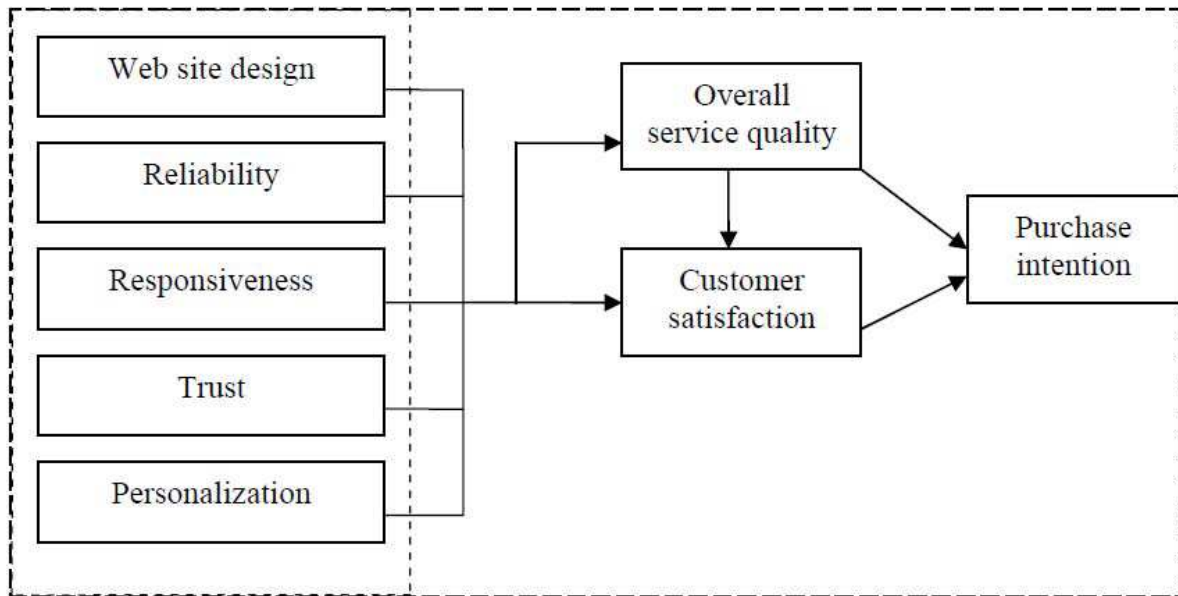 Web site design
Reliability
Responsiveness
Trust
Personalization
Overall
service quality
Customer
satisfaction
Purchase
intention